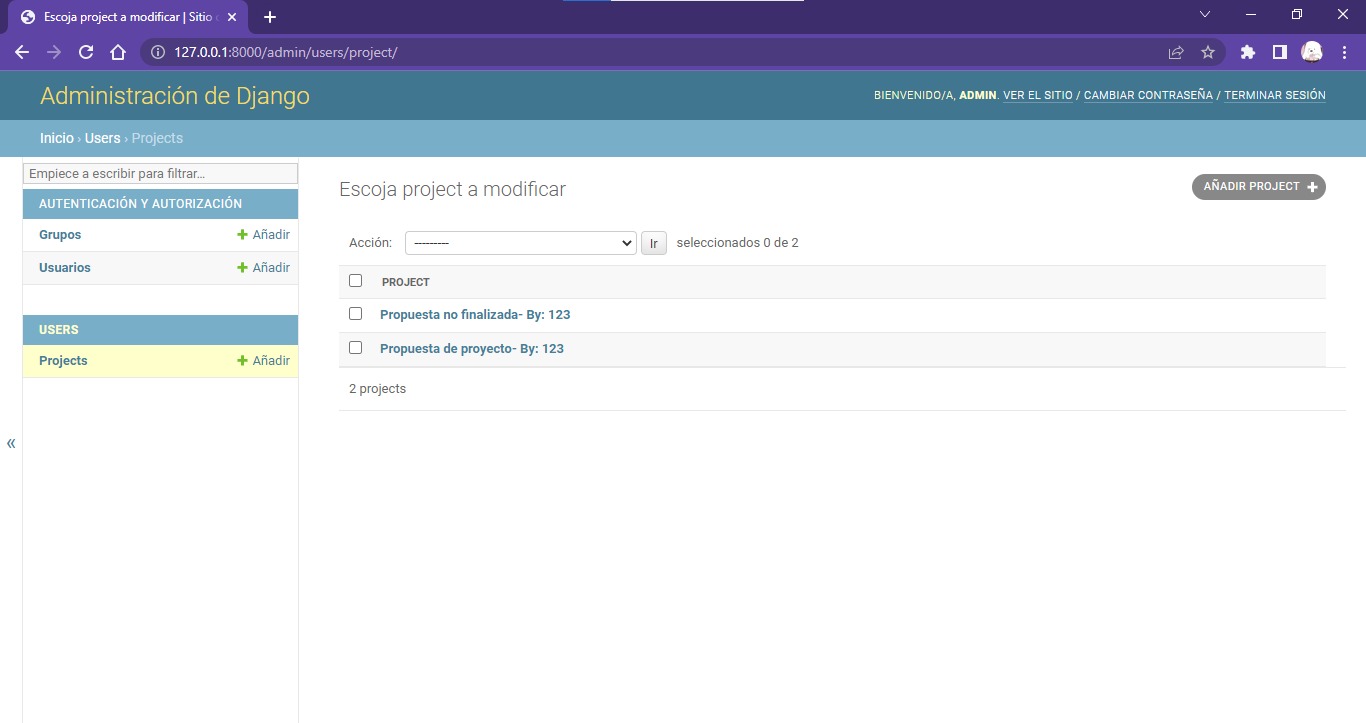 Escoja project a modificar | Sitio
127.0.0.1:8000/admin/users/project/
Administración de Django
BIENVENIDO/A, ADMIN. VER EL SITIO / CAMBIAR CONTRASEÑA / TERMINAR SESIÓN
Inicio › Users › Projects
Empiece a escribir para filtrar...
AUTENTICACIÓN Y AUTORIZACIÓN
Grupos + Añadir
Usuarios + Añadir
USERS
Projects + Añadir
«
Escoja project a modificar
AÑADIR PROJECT +
Acción: --------- Ir seleccionados 0 de 2
PROJECT
Propuesta no finalizada- By: 123
Propuesta de proyecto- By: 123
2 projects